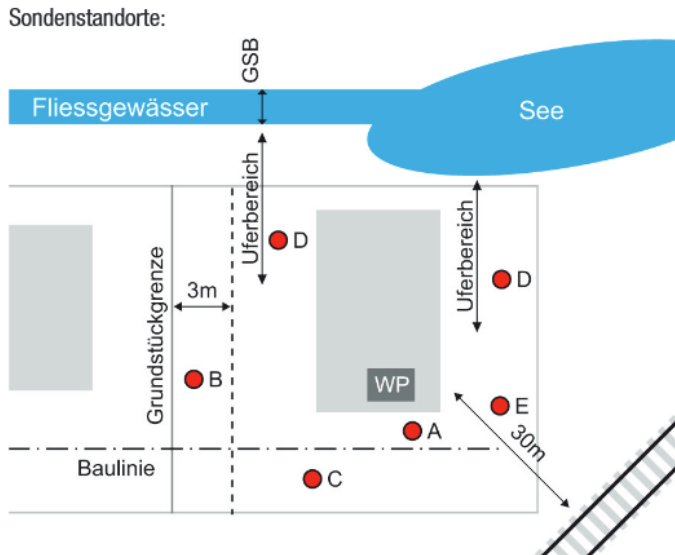 Sondenstandorte:
GSB
Fliessgewässer
See
Uferbereich
Uferbereich
D
D
Grundstückgrenze
3m
B
WP
E
A
30m
Baulinie
C